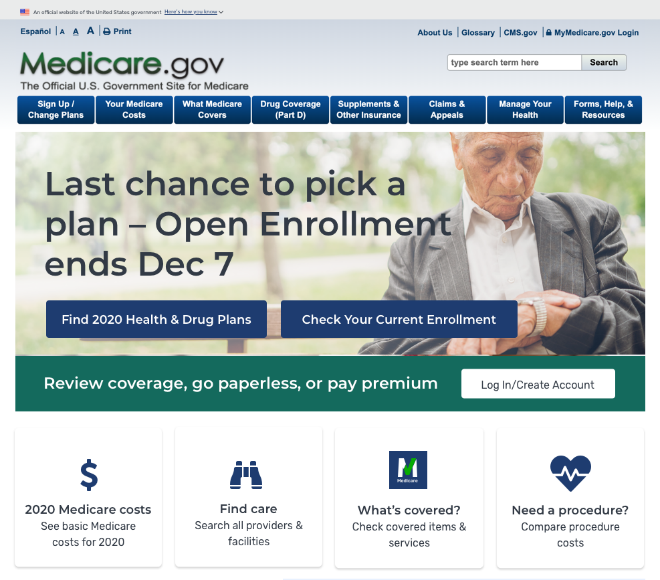 An official website of the United States government Here's how you know
Español A A A Print
About Us Glossary CMS.gov MyMedicare.gov Login
Medicare.gov
The Official U.S. Government Site for Medicare
type search term here Search
Sign Up /
Change Plans
Your Medicare
Costs
What Medicare
Covers
Drug Coverage
(Part D)
Supplements &
Other Insurance
Claims &
Appeals
Manage Your
Health
Forms, Help, &
Resources
Last chance to pick a
plan – Open Enrollment
ends Dec 7
Find 2020 Health & Drug Plans
Check Your Current Enrollment
Review coverage, go paperless, or pay premium
Log In/Create Account
$
2020 Medicare costs
See basic Medicare
costs for 2020
Find care
Search all providers &
facilities
M
Medicare
What's covered?
Check covered items &
services
Need a procedure?
Compare procedure
costs